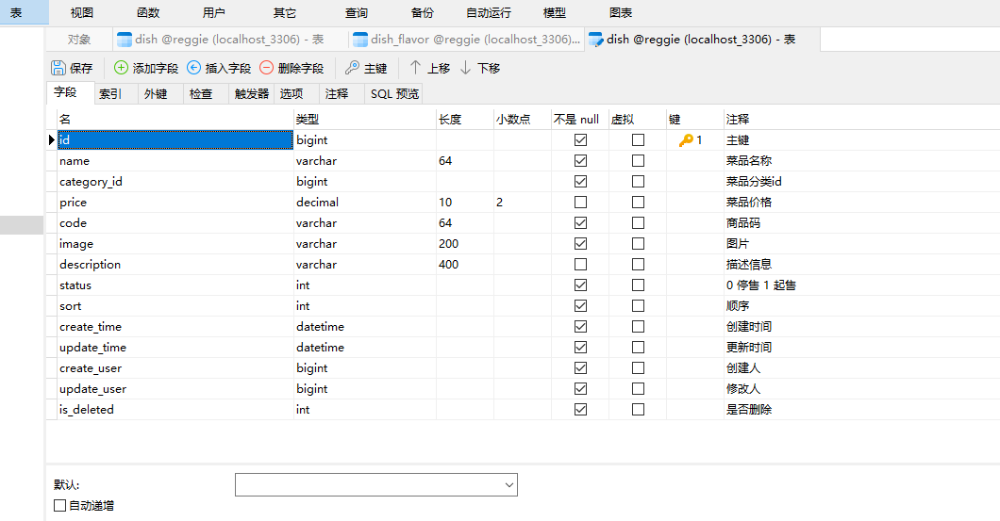 表 视图 函数 用户 其它 查询 备份 自动运行 模型 图表
对象 dish @reggie (localhost_3306) - 表 dish_flavor @reggie (localhost_3306)... dish @reggie (localhost_3306) - 表
保存 添加字段 插入字段 删除字段 主键 上移 下移
字段 索引 外键 检查 触发器 选项 注释 SQL 预览
名 类型 长度 小数点 不是 null 虚拟 键 注释
id bigint 1 主键
name varchar 64 菜品名称
category_id bigint 菜品分类id
price decimal 10 2 菜品价格
code varchar 64 商品码
image varchar 200 图片
description varchar 400 描述信息
status int 0 停售 1 起售
sort int 顺序
create_time datetime 创建时间
update_time datetime 更新时间
create_user bigint 创建人
update_user bigint 修改人
is_deleted int 是否删除
默认:
自动递增